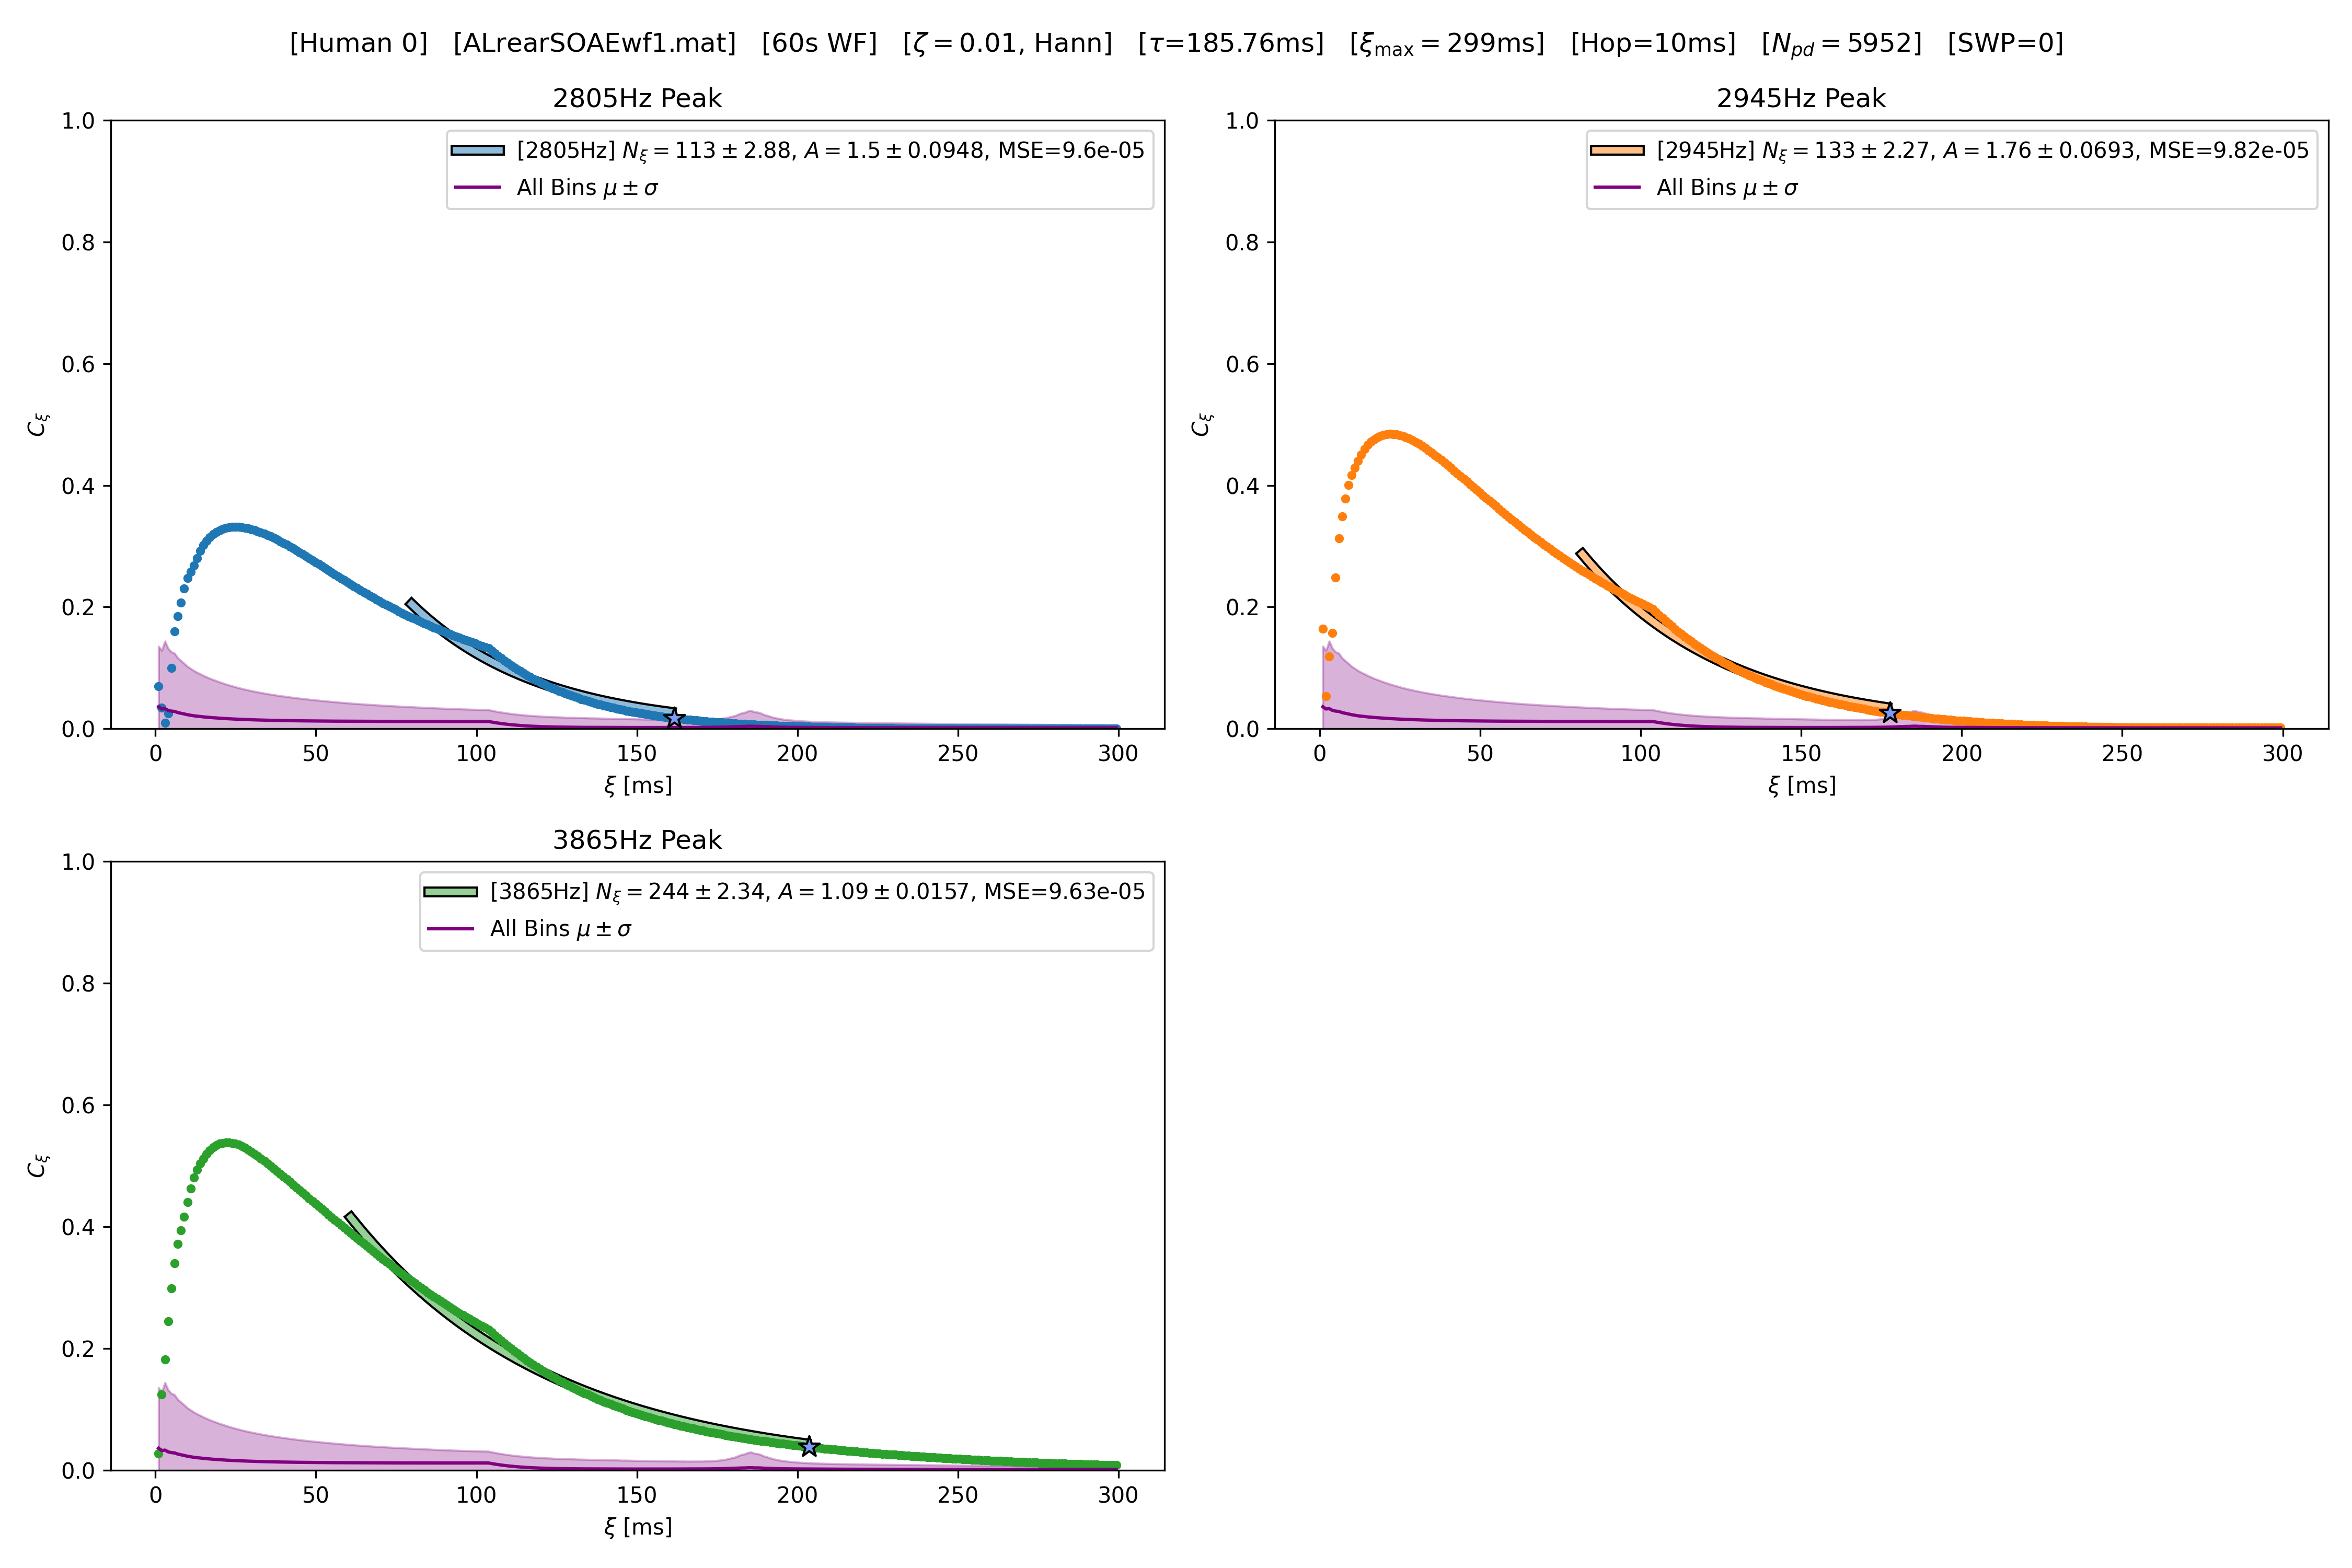 [Human 0] [ALrearSOAEwf1.mat] [60s WF] [ζ = 0.01, Hann] [τ=185.76ms] [ξmax = 299ms] [Hop=10ms] [Npd = 5952] [SWP=0]
2805Hz Peak
[2805Hz] Nξ = 113 ± 2.88, A = 1.5 ± 0.0948, MSE=9.6e-05
All Bins μ ± σ
1.0
0.8
0.6
0.4
0.2
0.0
Cξ
0 50 100 150 200 250 300
ξ [ms]
2945Hz Peak
[2945Hz] Nξ = 133 ± 2.27, A = 1.76 ± 0.0693, MSE=9.82e-05
All Bins μ ± σ
1.0
0.8
0.6
0.4
0.2
0.0
Cξ
0 50 100 150 200 250 300
ξ [ms]
3865Hz Peak
[3865Hz] Nξ = 244 ± 2.34, A = 1.09 ± 0.0157, MSE=9.63e-05
All Bins μ ± σ
1.0
0.8
0.6
0.4
0.2
0.0
Cξ
0 50 100 150 200 250 300
ξ [ms]